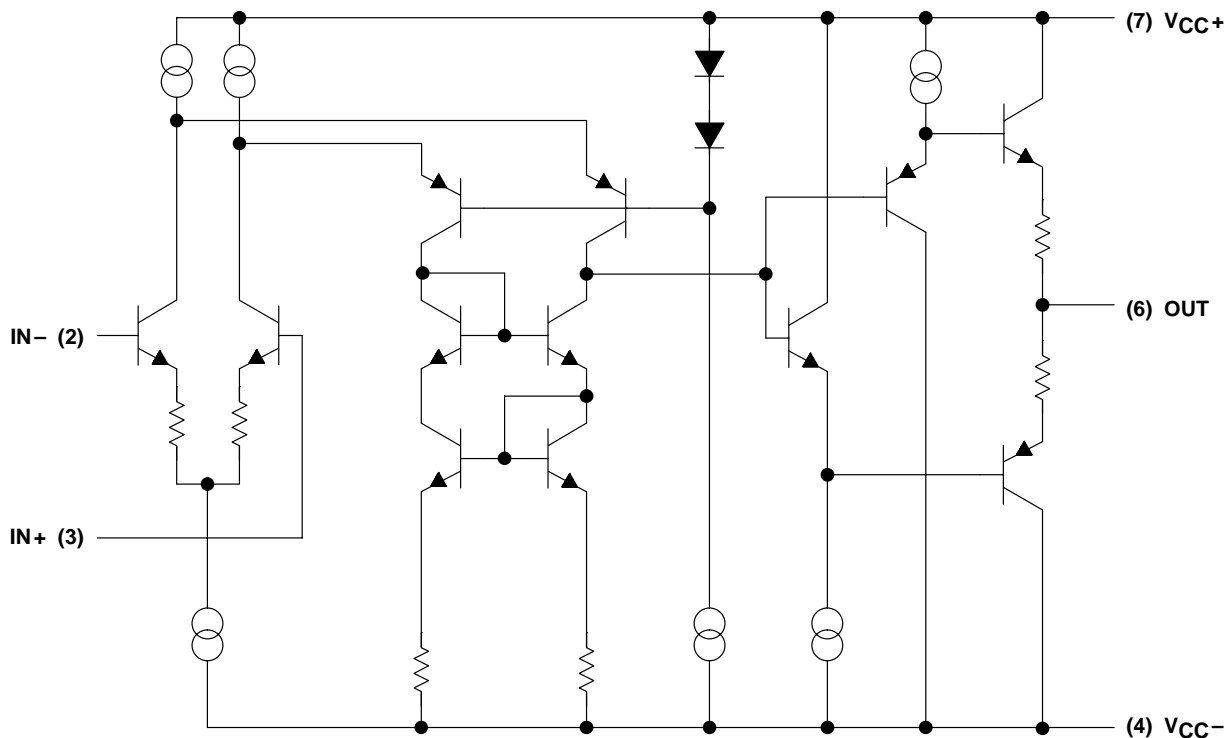 (7) VCC+
IN− (2)
(6) OUT
IN+ (3)
(4) VCC−